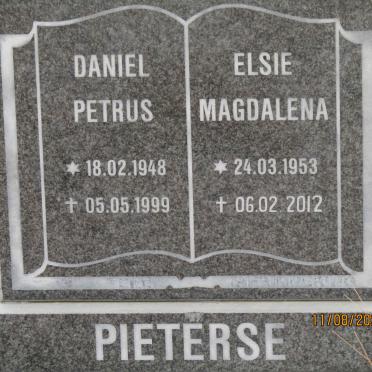 DANIEL
PETRUS
* 18.02.1948
† 05.05.1999
ELSIE
MAGDALENA
* 24.03.1953
† 06.02.2012
PIETERSE